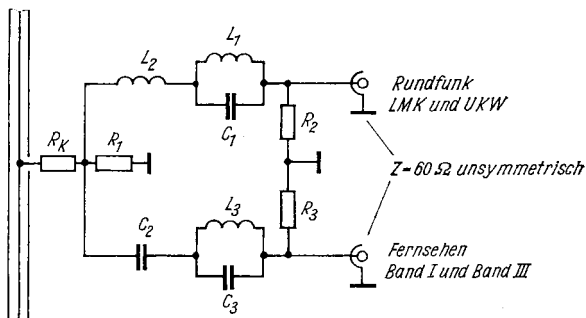 L₁
L₂
C₁
Rundfunk
LMK und UKW
R₂
R_K
R₁
Z=60 Ω unsymmetrisch
R₃
L₃
C₂
C₃
Fernsehen
Band I und Band III